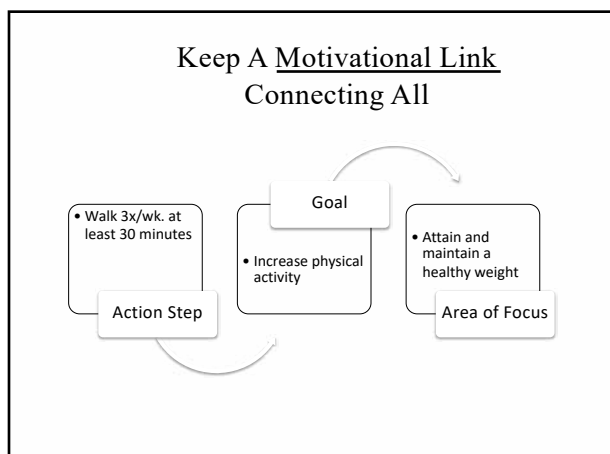 Keep A Motivational Link
Connecting All
• Walk 3x/wk. at
least 30 minutes
Action Step
Goal
• Increase physical
activity
• Attain and
maintain a
healthy weight
Area of Focus